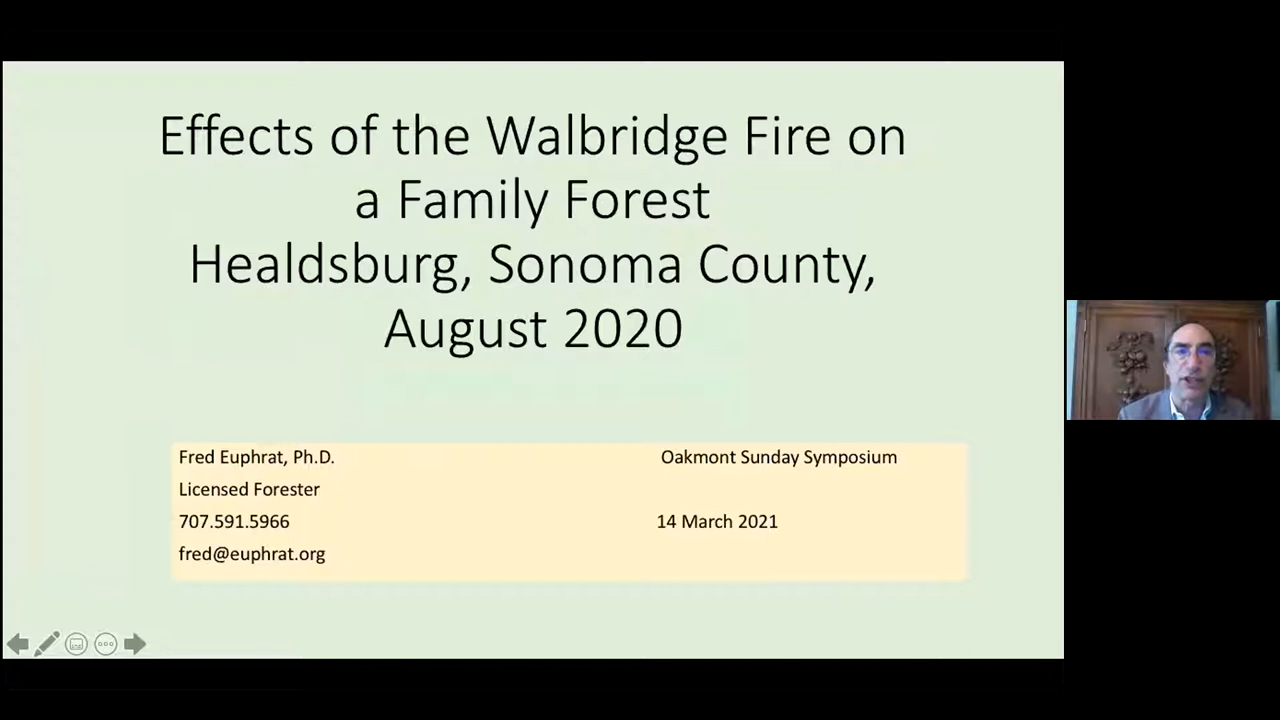 Effects of the Walbridge Fire on
a Family Forest
Healdsburg, Sonoma County,
August 2020
Fred Euphrat, Ph.D.
Licensed Forester
707.591.5966
fred@euphrat.org
Oakmont Sunday Symposium
14 March 2021